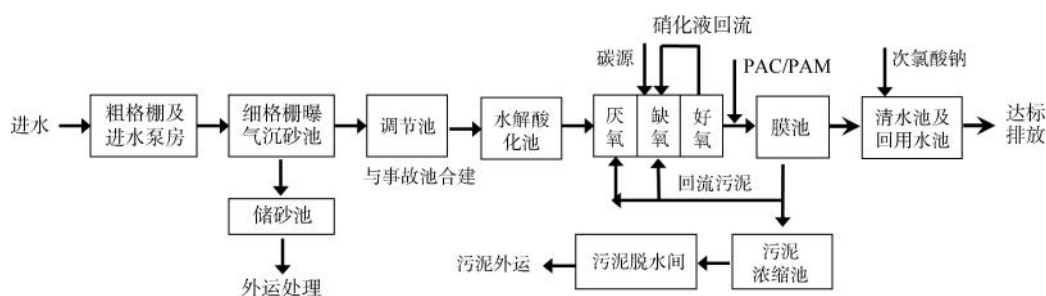 硝化液回流
碳源
PAC/PAM
次氯酸钠
进水
粗格栅及
进水泵房
细格栅曝
气沉砂池
调节池
水解酸
化池
厌
氧
缺
氧
好
氧
膜池
清水池及
回用水池
达标
排放
与事故池合建
回流污泥
储砂池
污泥外运
污泥脱水间
污泥
浓缩池
外运处理